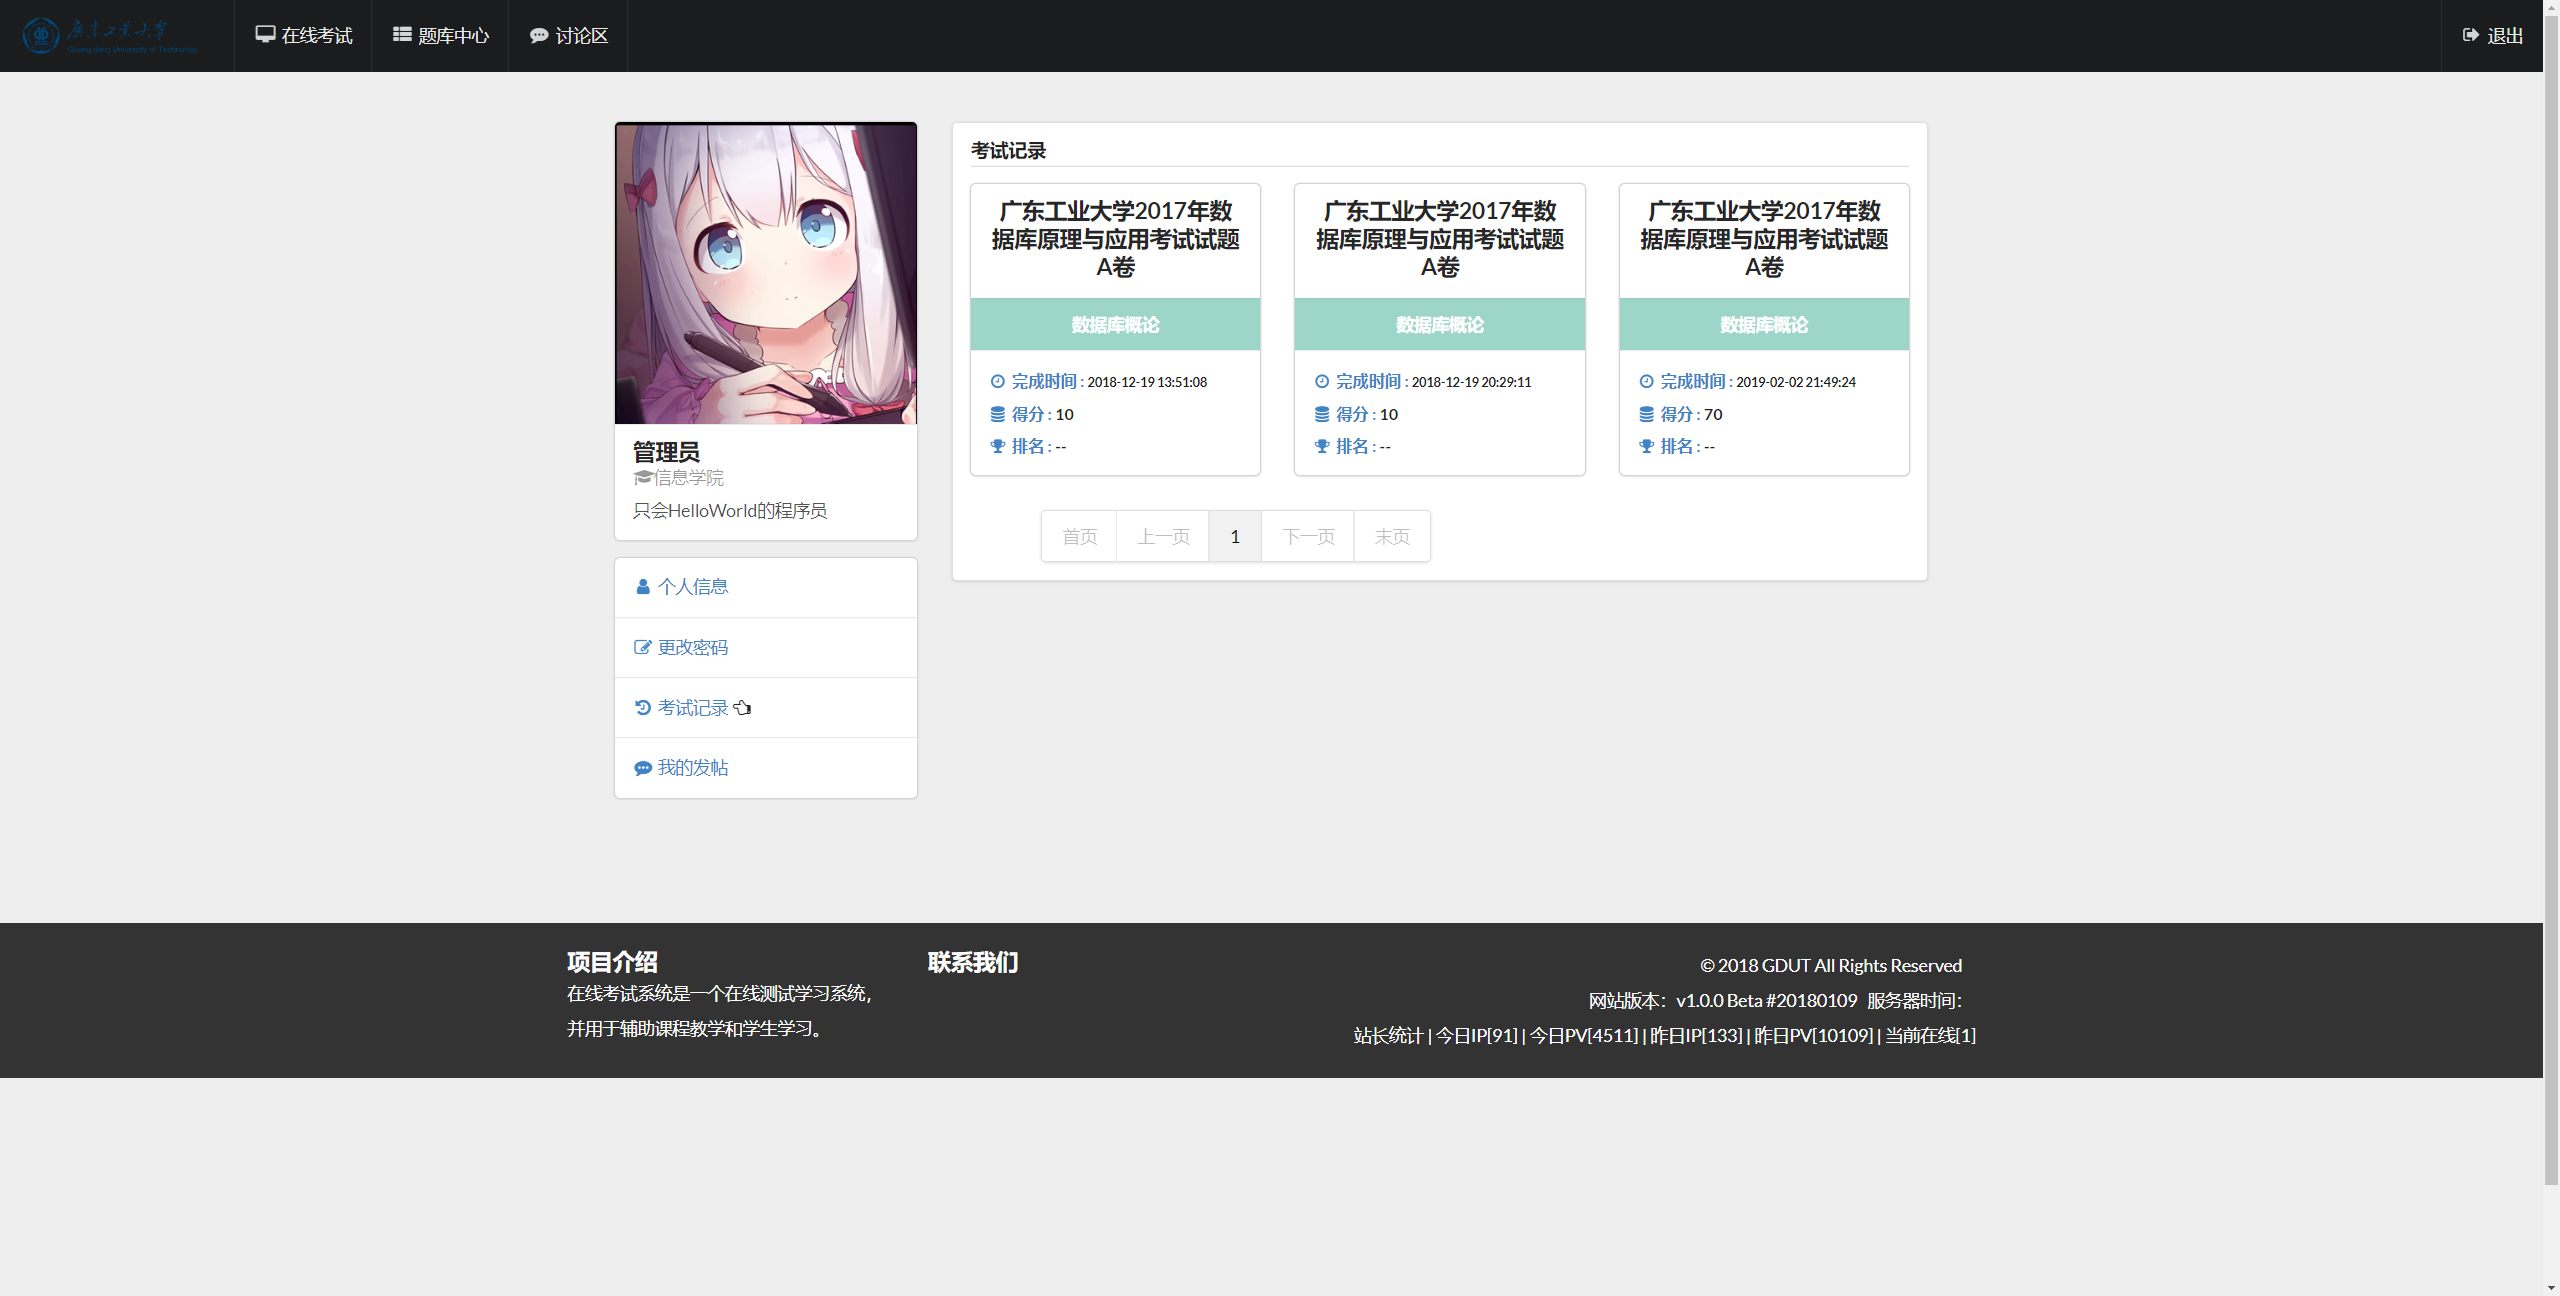 广东工业大学
Guangdong University of Technology
在线考试
题库中心
讨论区
退出
管理员
信息学院
只会HelloWorld的程序员
个人信息
更改密码
考试记录
我的发帖
考试记录
广东工业大学2017年数
据库原理与应用考试试题
A卷
数据库概论
完成时间 : 2018-12-19 13:51:08
得分 : 10
排名 : --
广东工业大学2017年数
据库原理与应用考试试题
A卷
数据库概论
完成时间 : 2018-12-19 20:29:11
得分 : 10
排名 : --
广东工业大学2017年数
据库原理与应用考试试题
A卷
数据库概论
完成时间 : 2019-02-02 21:49:24
得分 : 70
排名 : --
首页 上一页 1 下一页 末页
项目介绍
在线考试系统是一个在线测试学习系统，
并用于辅助课程教学和学生学习。
联系我们
© 2018 GDUT All Rights Reserved
网站版本：v1.0.0 Beta #20180109 服务器时间：
站长统计 | 今日IP[91] | 今日PV[4511] | 昨日IP[133] | 昨日PV[10109] | 当前在线[1]